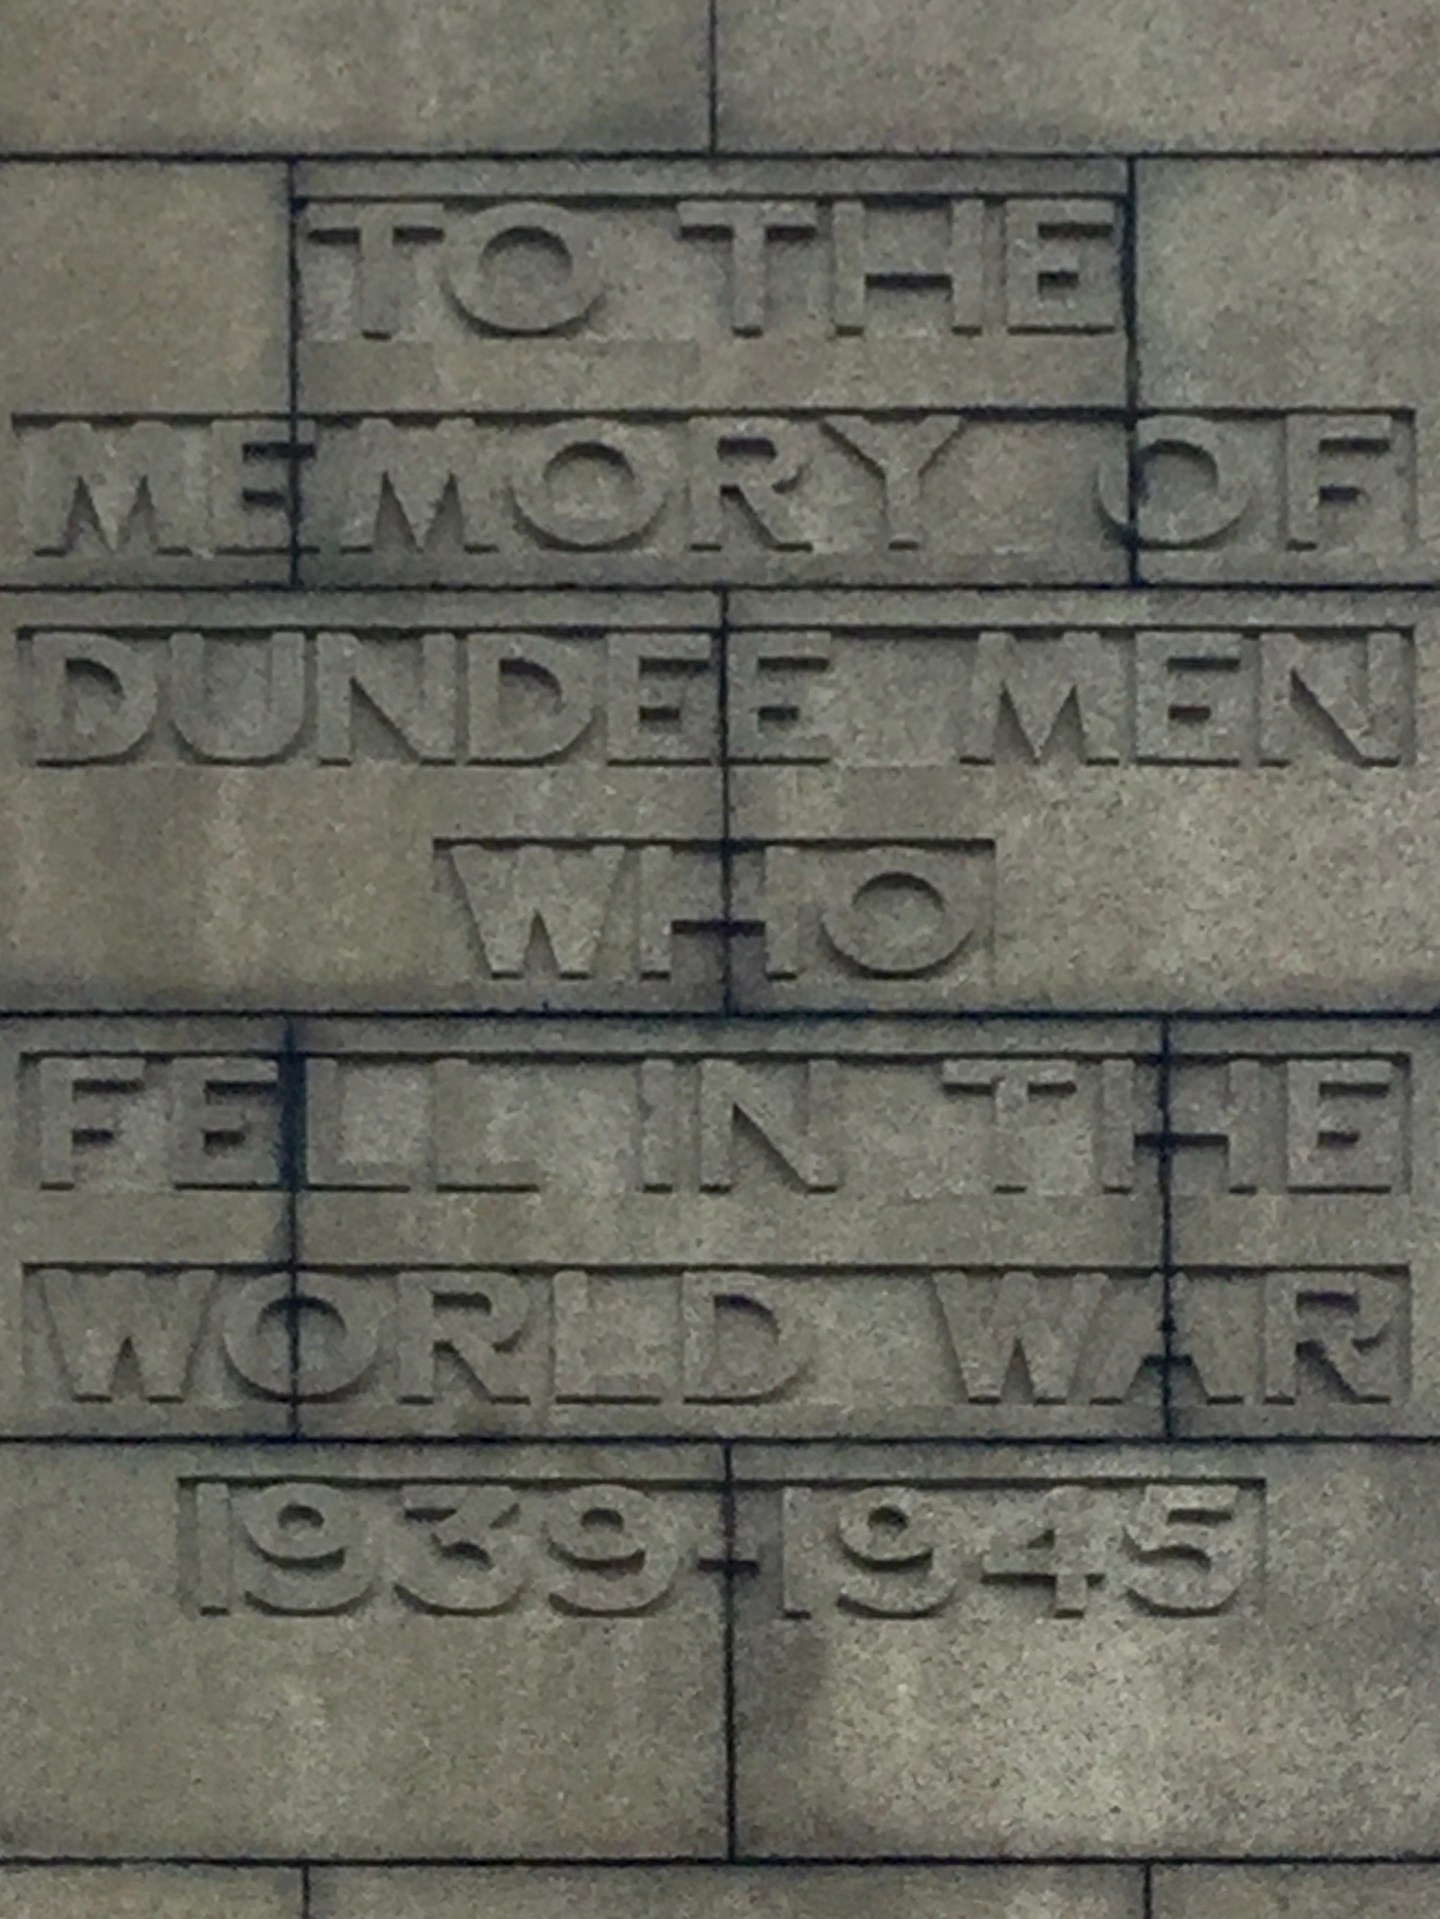 TO THE
MEMORY OF
DUNDEE MEN
WHO
FELL IN THE
WORLD WAR
1939-1945